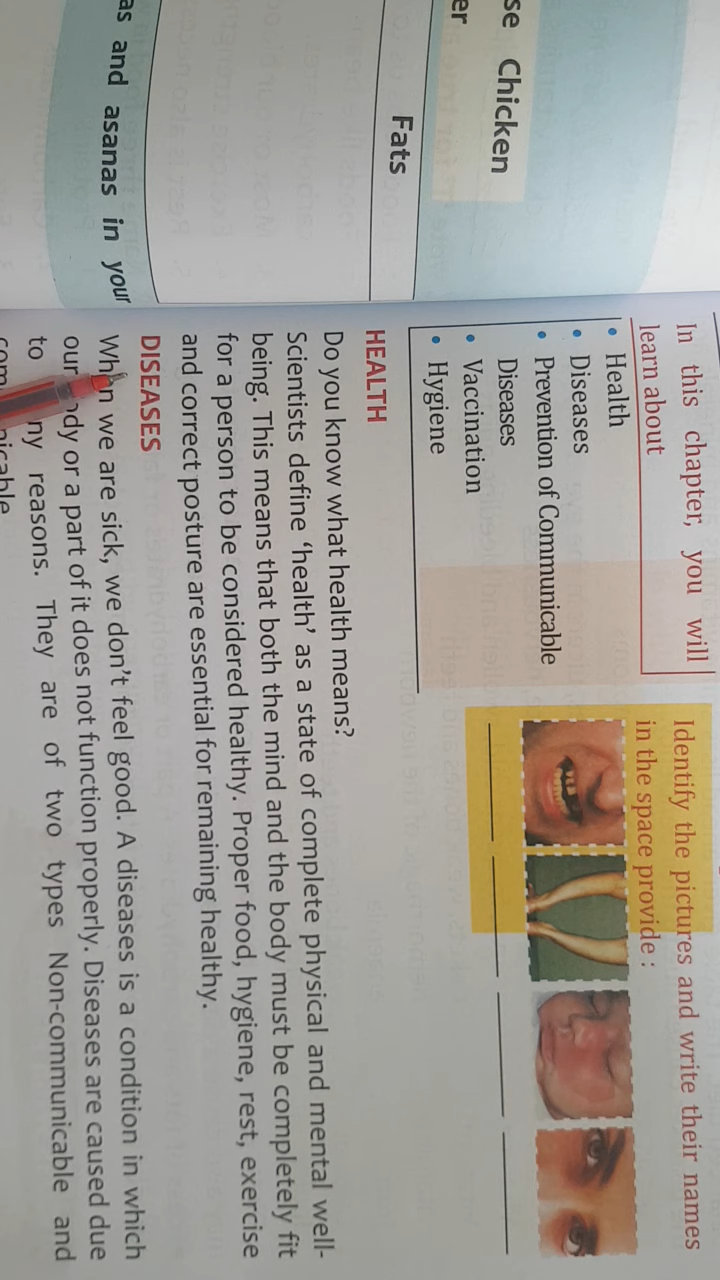 se Chicken
er
Fats
as and asanas in your
In this chapter, you will
learn about
• Health
• Diseases
• Prevention of Communicable
Diseases
• Vaccination
• Hygiene
Identify the pictures and write their names
in the space provide :
HEALTH
Do you know what health means?
Scientists define ‘health’ as a state of complete physical and mental well-
being. This means that both the mind and the body must be completely fit
for a person to be considered healthy. Proper food, hygiene, rest, exercise
and correct posture are essential for remaining healthy.
DISEASES
When we are sick, we don’t feel good. A diseases is a condition in which
our body or a part of it does not function properly. Diseases are caused due
to many reasons. They are of two types Non-communicable and